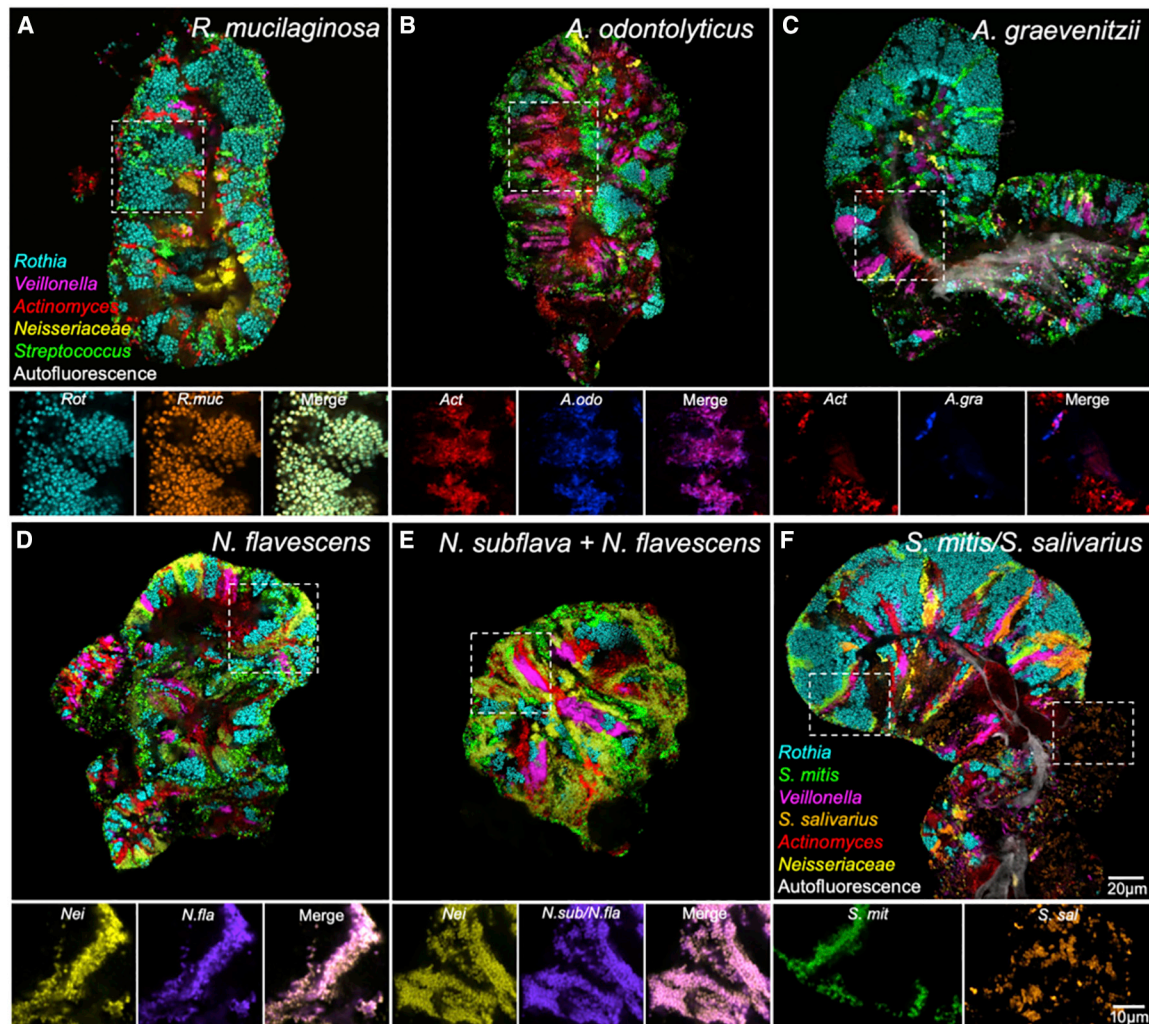 A
R. mucilaginosa
Rothia
Veillonella
Actinomyces
Neisseriaceae
Streptococcus
Autofluorescence
Rot
R.muc
Merge
B
A. odontolyticus
Act
A.odo
Merge
C
A. graevenitzii
Act
A.gra
Merge
D
N. flavescens
Nei
N.fla
Merge
E
N. subflava + N. flavescens
Nei
N.sub/N.fla
Merge
F
S. mitis/S. salivarius
Rothia
S. mitis
Veillonella
S. salivarius
Actinomyces
Neisseriaceae
Autofluorescence
20µm
S. mit
S. sal
10µm